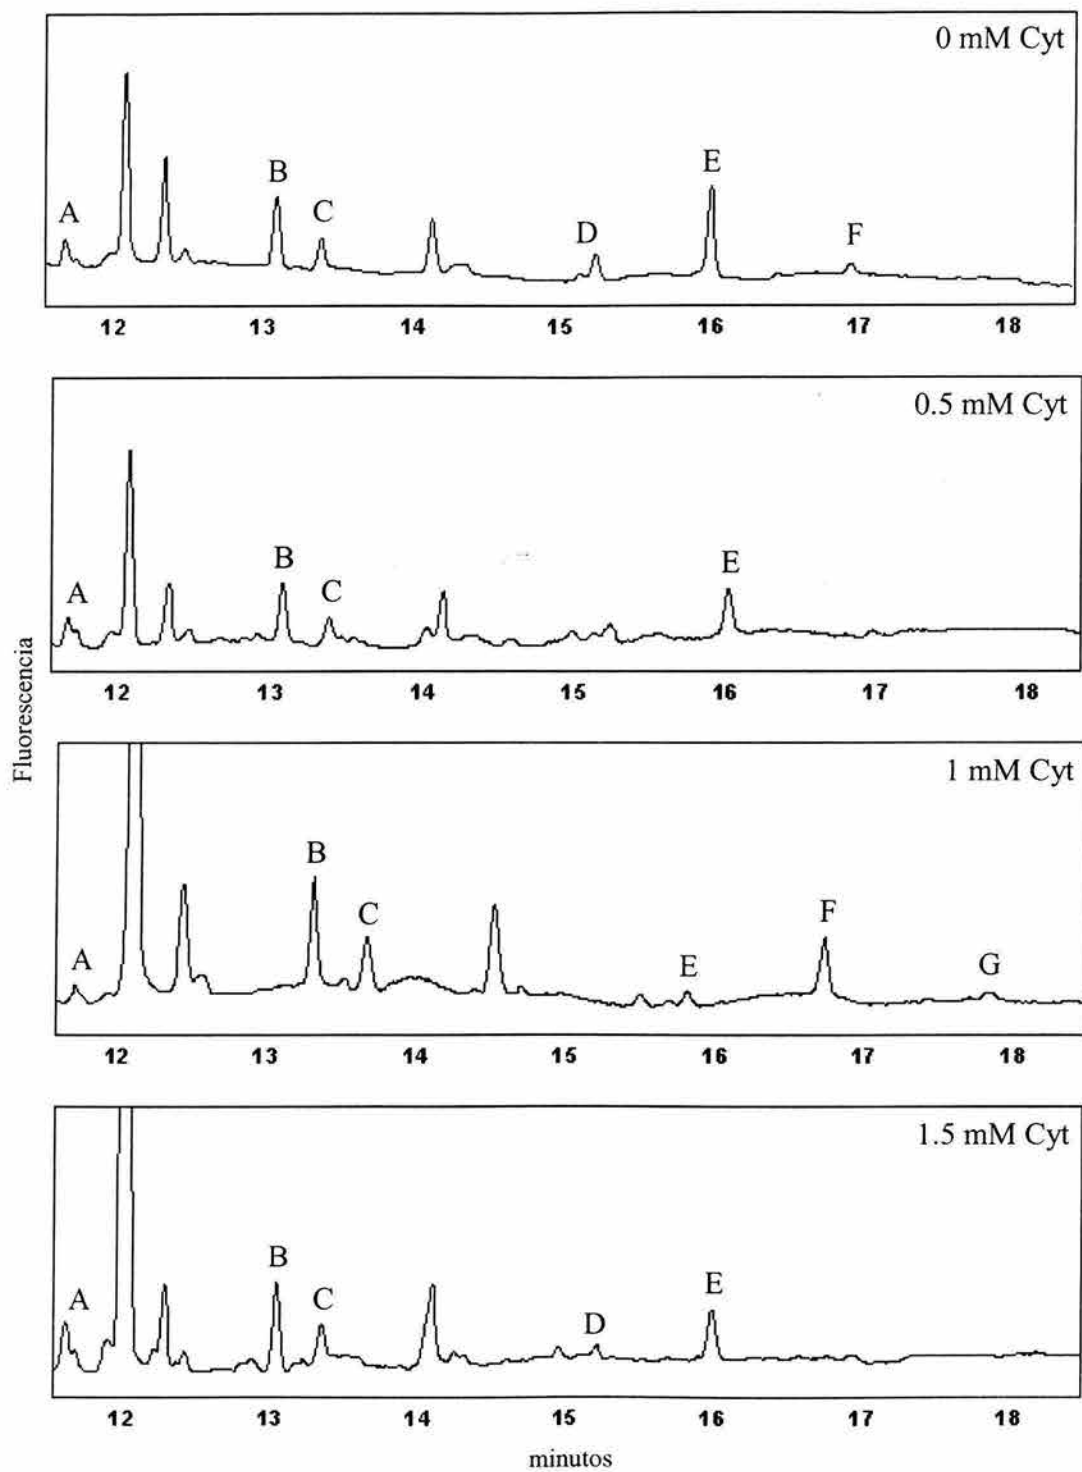 0 mM Cyt
A B C D E F
12 13 14 15 16 17 18
0.5 mM Cyt
A B C E
12 13 14 15 16 17 18
Fluorescencia
1 mM Cyt
A B C E F G
12 13 14 15 16 17 18
1.5 mM Cyt
A B C D E
12 13 14 15 16 17 18
minutos